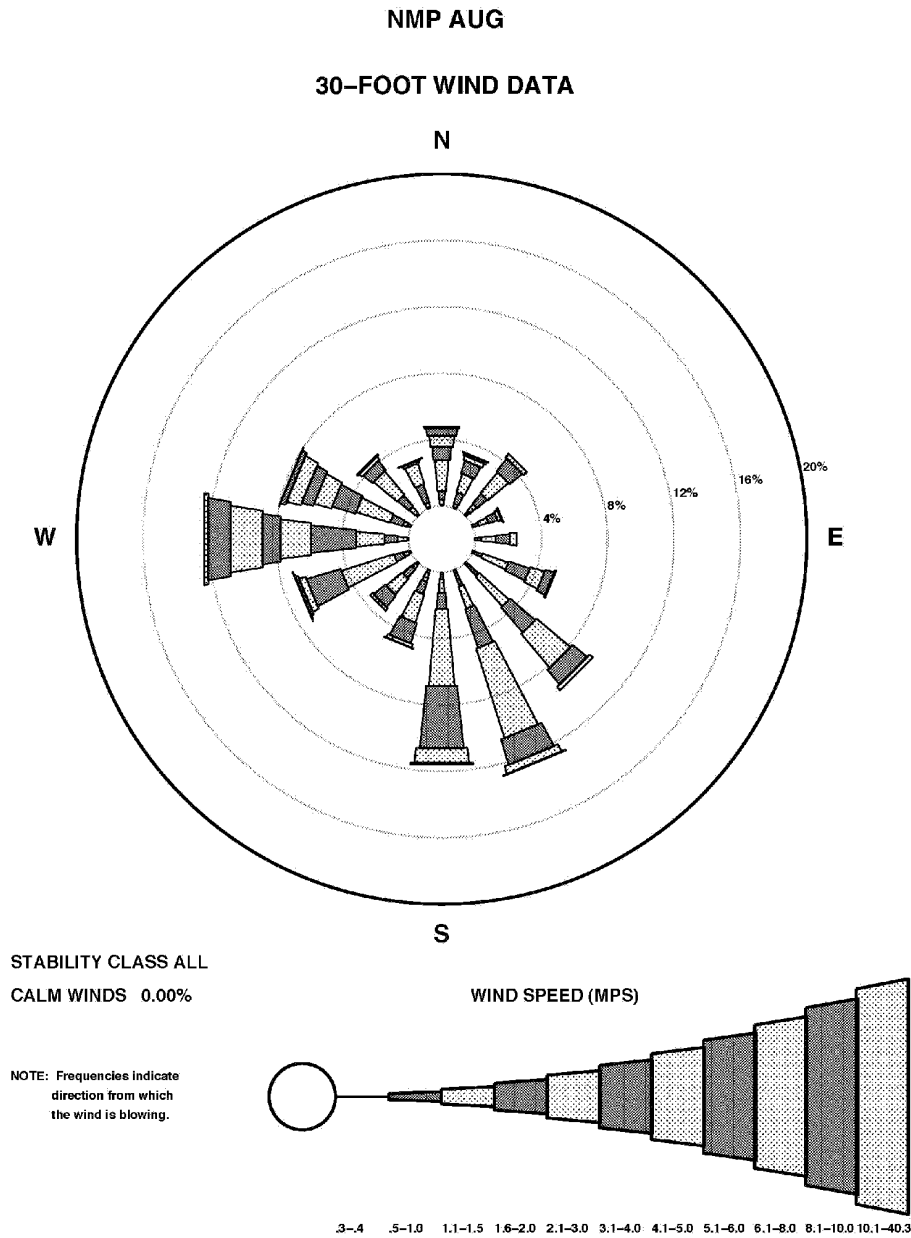 NMP AUG
30–FOOT WIND DATA
N
20%
16%
12%
8%
4%
W
E
S
STABILITY CLASS ALL
CALM WINDS 0.00%
WIND SPEED (MPS)
NOTE: Frequencies indicate
direction from which
the wind is blowing.
.3–.4 .5–1.0 1.1–1.5 1.6–2.0 2.1–3.0 3.1–4.0 4.1–5.0 5.1–6.0 6.1–8.0 8.1–10.0 10.1–40.3